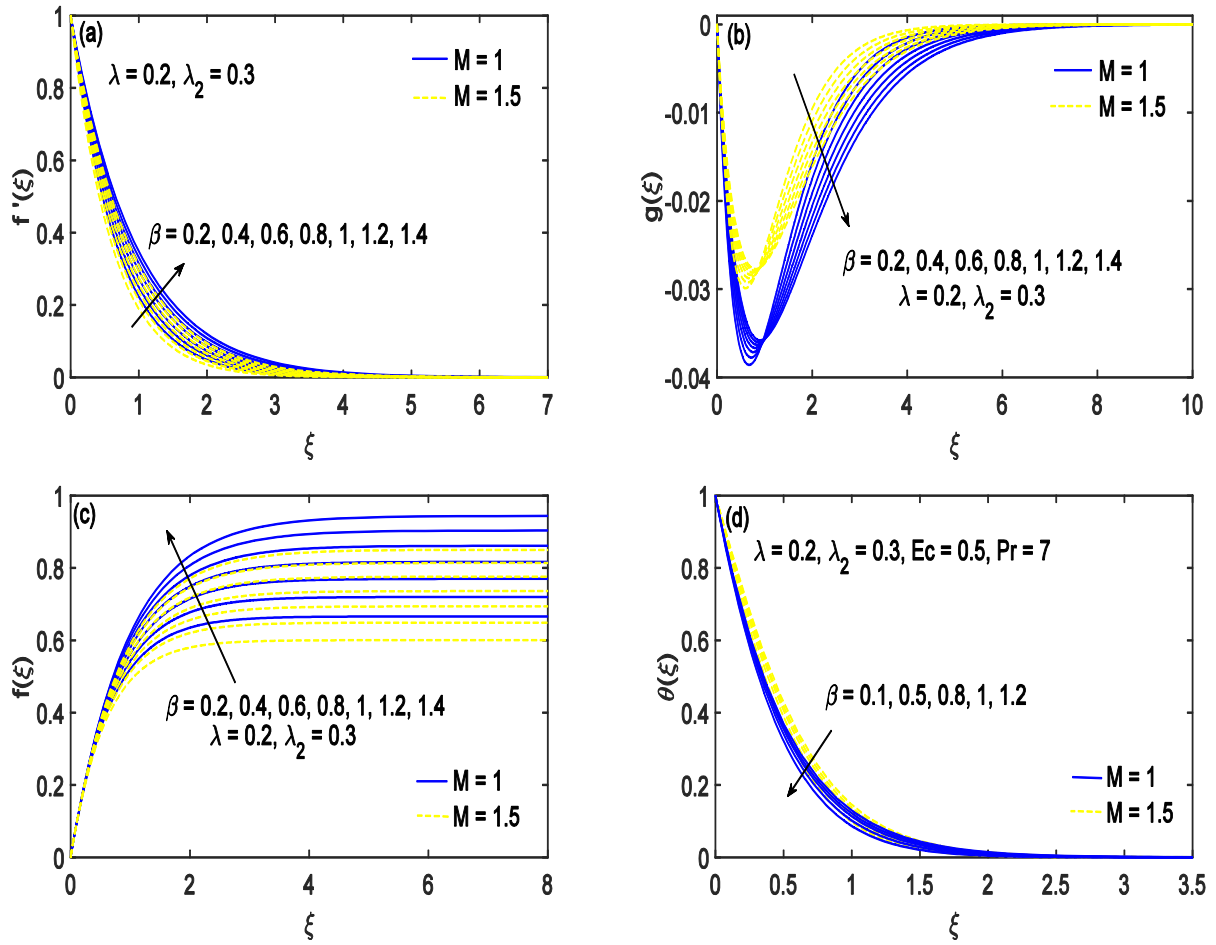 (a)
λ = 0.2, λ₂ = 0.3
M = 1
M = 1.5
β = 0.2, 0.4, 0.6, 0.8, 1, 1.2, 1.4
f '(ξ)
1
0.8
0.6
0.4
0.2
0
0 1 2 3 4 5 6 7
ξ
(b)
M = 1
M = 1.5
β = 0.2, 0.4, 0.6, 0.8, 1, 1.2, 1.4
λ = 0.2, λ₂ = 0.3
g(ξ)
0
-0.01
-0.02
-0.03
-0.04
0 2 4 6 8 10
ξ
(c)
β = 0.2, 0.4, 0.6, 0.8, 1, 1.2, 1.4
λ = 0.2, λ₂ = 0.3
M = 1
M = 1.5
f(ξ)
1
0.8
0.6
0.4
0.2
0
0 2 4 6 8
ξ
(d)
λ = 0.2, λ₂ = 0.3, Ec = 0.5, Pr = 7
β = 0.1, 0.5, 0.8, 1, 1.2
M = 1
M = 1.5
θ(ξ)
1
0.8
0.6
0.4
0.2
0
0 0.5 1 1.5 2 2.5 3 3.5
ξ